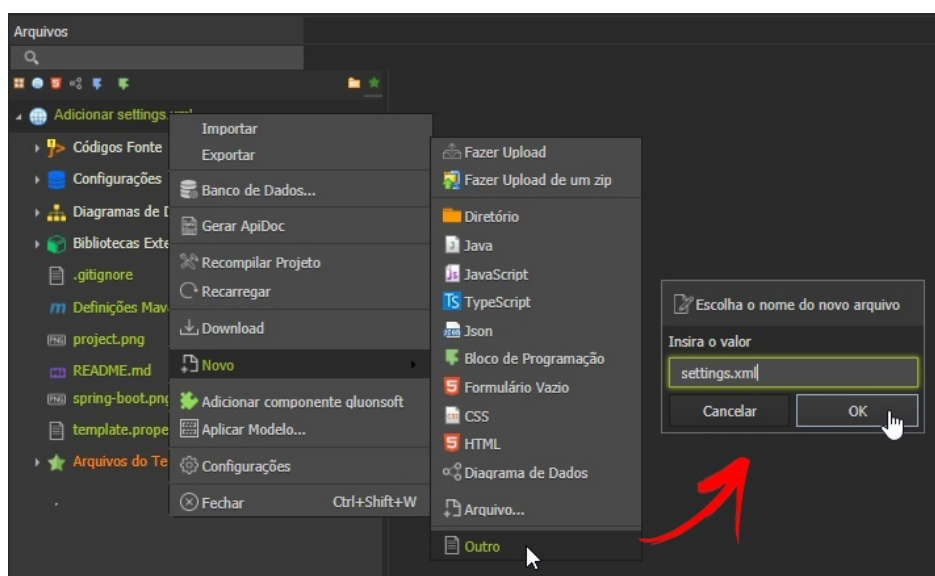 Arquivos
Adicionar settings.xml
Códigos Fonte
Configurações
Diagramas de D
Bibliotecas Exte
.gitignore
Definições Mav
project.png
README.md
spring-boot.png
template.prope
Arquivos do Te
Importar
Exportar
Banco de Dados...
Gerar ApiDoc
Recompilar Projeto
Recarregar
Download
Novo
Adicionar componente qluonsoft
Aplicar Modelo...
Configurações
Fechar Ctrl+Shift+W
Fazer Upload
Fazer Upload de um zip
Diretório
Java
JavaScript
TypeScript
Json
Bloco de Programação
Formulário Vazio
CSS
HTML
Diagrama de Dados
Arquivo...
Outro
Escolha o nome do novo arquivo
Insira o valor
settings.xml
Cancelar OK